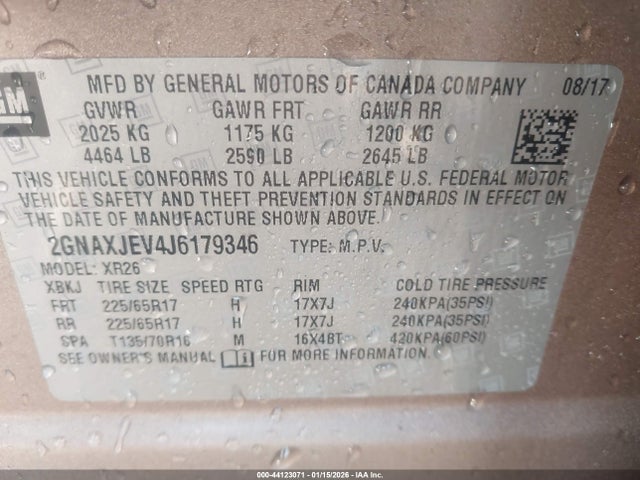 GM
MFD BY GENERAL MOTORS OF CANADA COMPANY 08/17
GVWR GAWR FRT GAWR RR
2025 KG 1175 KG 1200 KG
4464 LB 2590 LB 2645 LB
THIS VEHICLE CONFORMS TO ALL APPLICABLE U.S. FEDERAL MOTOR
VEHICLE SAFETY AND THEFT PREVENTION STANDARDS IN EFFECT ON
THE DATE OF MANUFACTURE SHOWN ABOVE.
2GNAXJEV4J6179346 TYPE: M.P.V.
MODEL: XR26
XBKJ TIRE SIZE SPEED RTG RIM COLD TIRE PRESSURE
FRT 225/65R17 H 17X7J 240KPA(35PSI)
RR 225/65R17 H 17X7J 240KPA(35PSI)
SPA T135/70R16 M 16X4BT 420KPA(60PSI)
SEE OWNER'S MANUAL FOR MORE INFORMATION.
000-44123071 - 01/15/2026 - IAAI.com